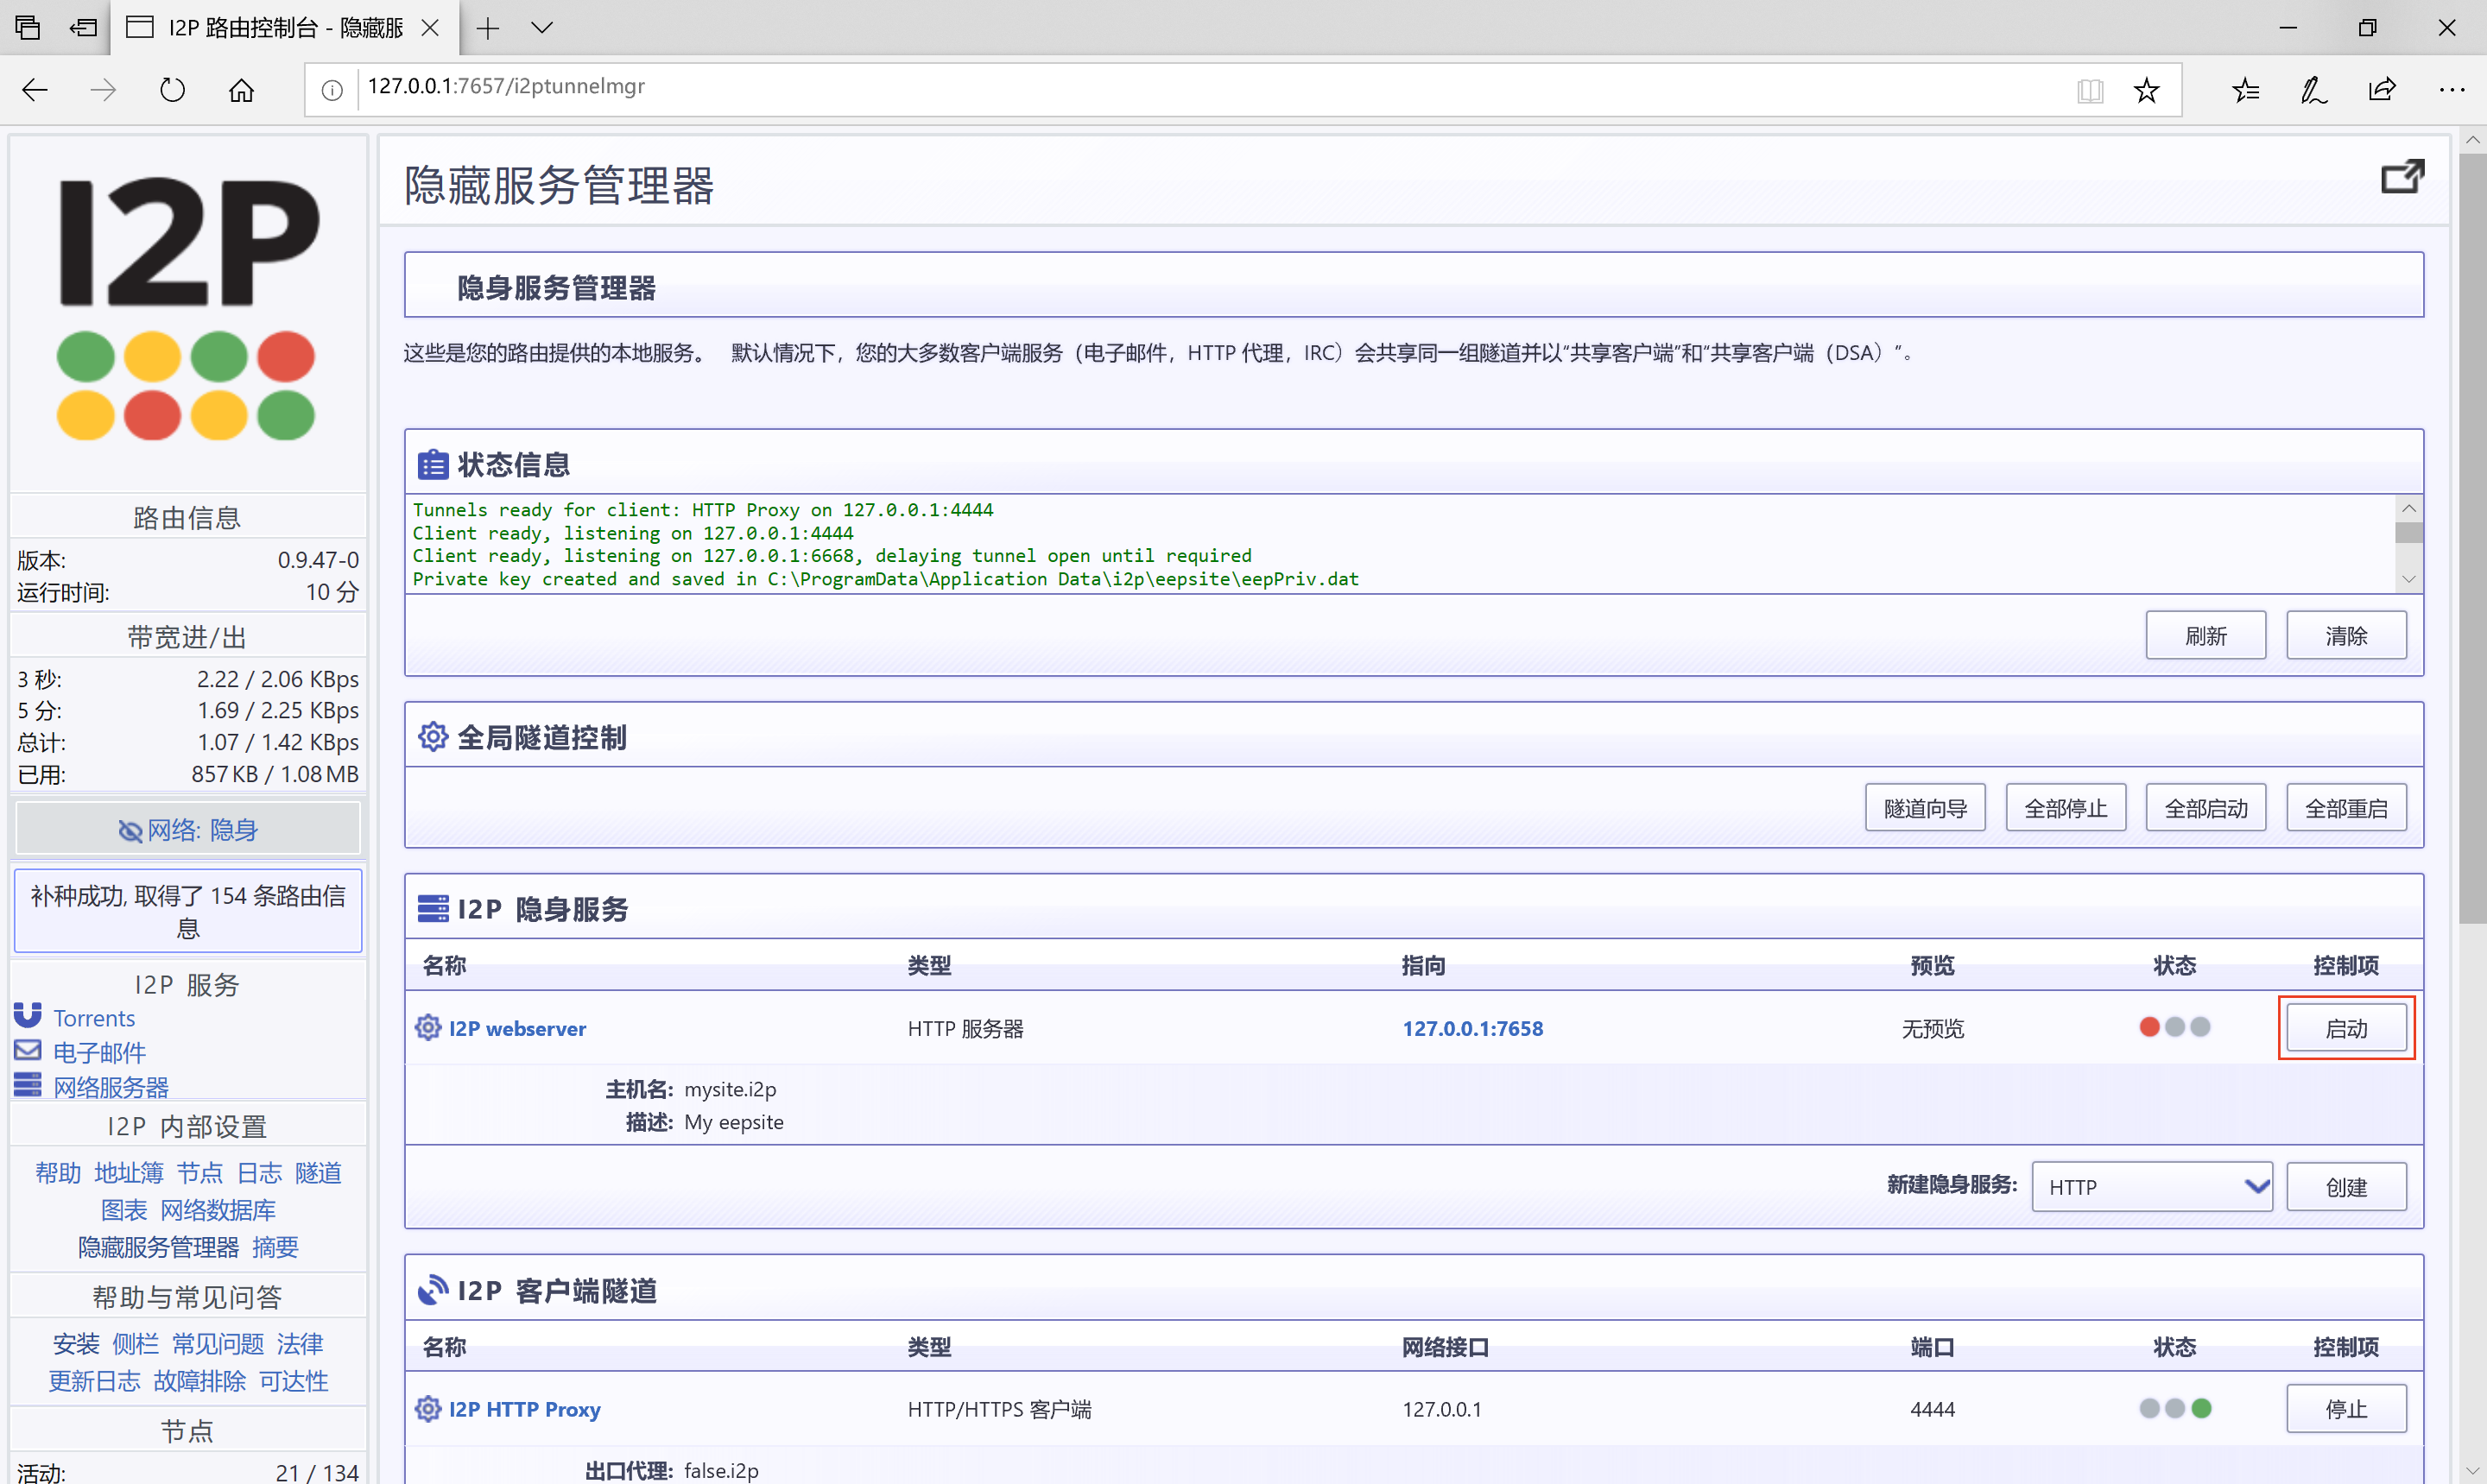 I2P 路由控制台 - 隐藏服
127.0.0.1:7657/i2ptunnelmgr
I2P
路由信息
版本: 0.9.47-0
运行时间: 10 分
带宽进/出
3 秒: 2.22 / 2.06 KBps
5 分: 1.69 / 2.25 KBps
总计: 1.07 / 1.42 KBps
已用: 857 KB / 1.08 MB
网络: 隐身
补种成功, 取得了 154 条路由信
息
I2P 服务
Torrents
电子邮件
网络服务器
I2P 内部设置
帮助 地址簿 节点 日志 隧道
图表 网络数据库
隐藏服务管理器 摘要
帮助与常见问答
安装 侧栏 常见问题 法律
更新日志 故障排除 可达性
节点
活动: 21 / 134
隐藏服务管理器
隐身服务管理器
这些是您的路由提供的本地服务。 默认情况下，您的大多数客户端服务（电子邮件，HTTP 代理，IRC）会共享同一组隧道并以“共享客户端”和“共享客户端（DSA）”。
状态信息
Tunnels ready for client: HTTP Proxy on 127.0.0.1:4444
Client ready, listening on 127.0.0.1:4444
Client ready, listening on 127.0.0.1:6668, delaying tunnel open until required
Private key created and saved in C:\ProgramData\Application Data\i2p\eepsite\eepPriv.dat
刷新 清除
全局隧道控制
隧道向导 全部停止 全部启动 全部重启
I2P 隐身服务
名称 类型 指向 预览 状态 控制项
I2P webserver HTTP 服务器 127.0.0.1:7658 无预览 启动
主机名: mysite.i2p
描述: My eepsite
新建隐身服务: HTTP 创建
I2P 客户端隧道
名称 类型 网络接口 端口 状态 控制项
I2P HTTP Proxy HTTP/HTTPS 客户端 127.0.0.1 4444 停止
出口代理: false.i2p